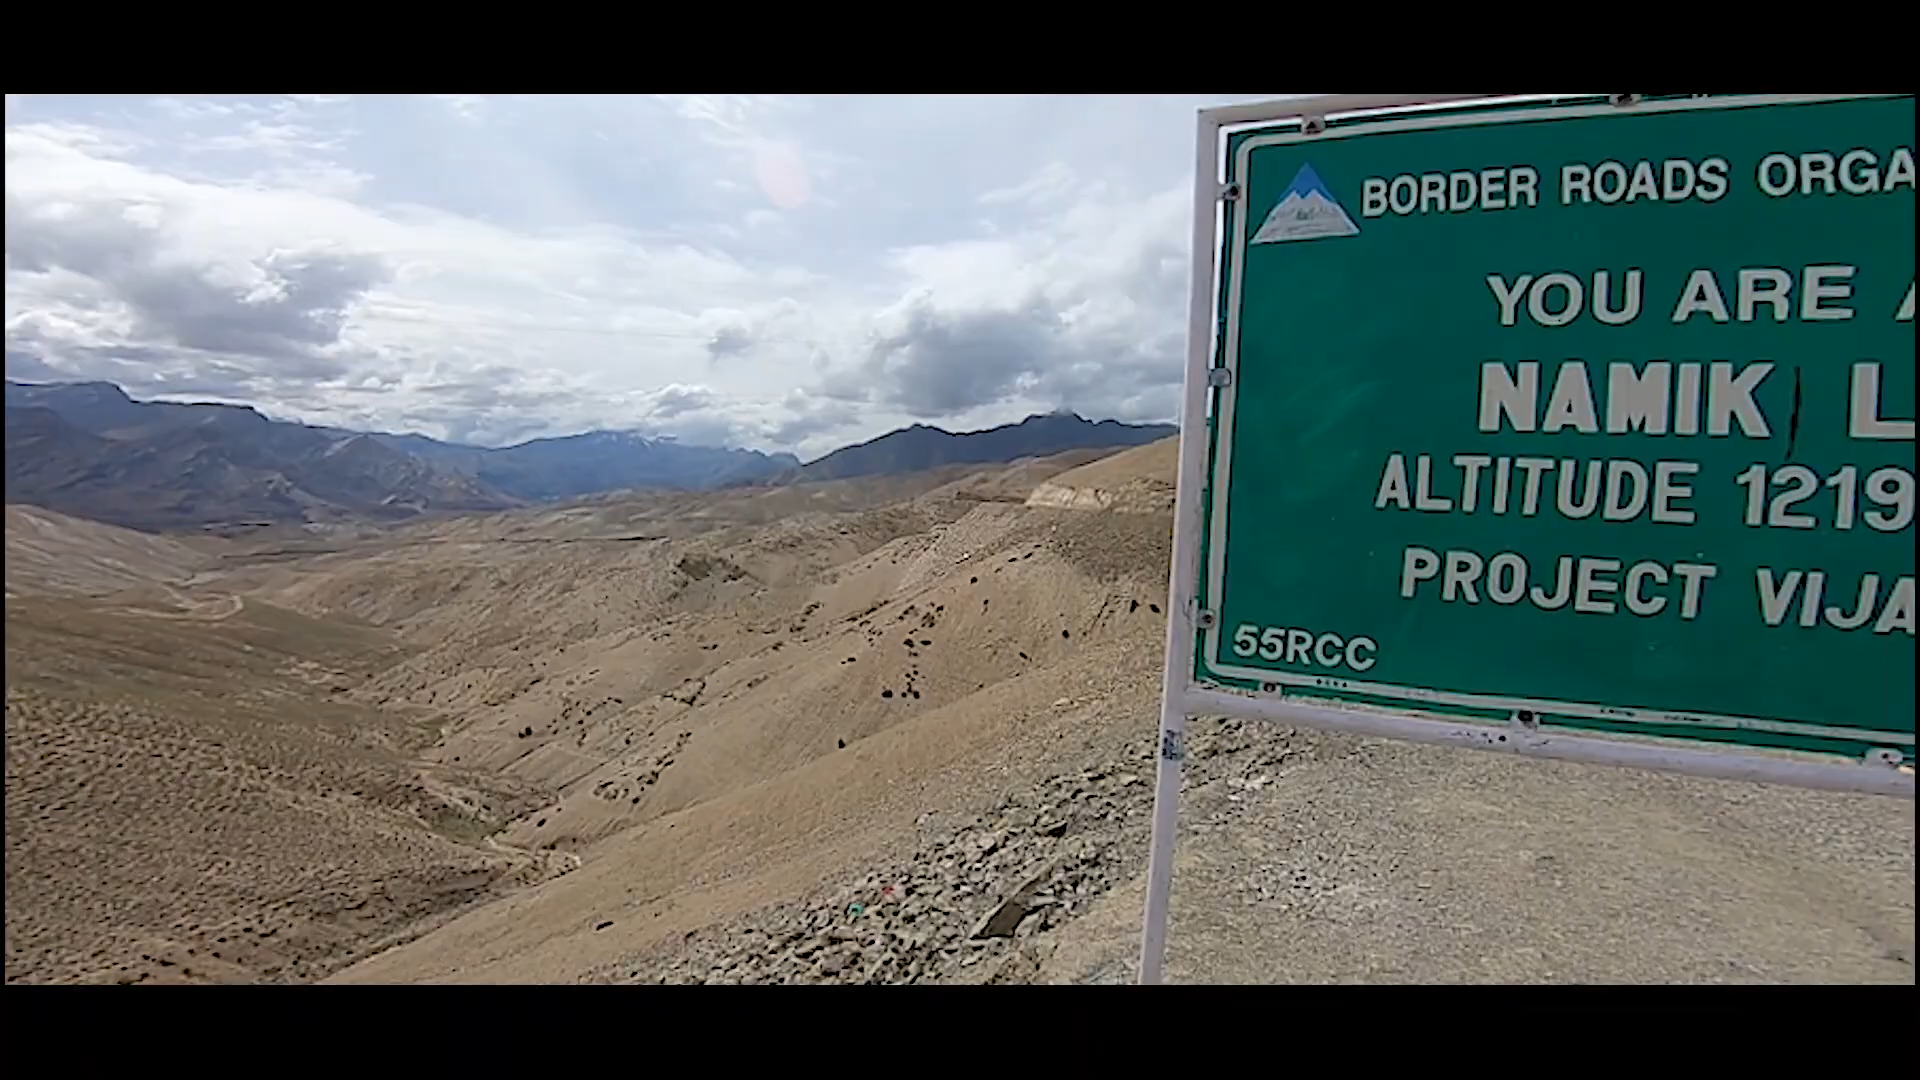 BORDER ROADS ORGA
YOU ARE
NAMIK L
ALTITUDE 1219
PROJECT VIJA
55RCC